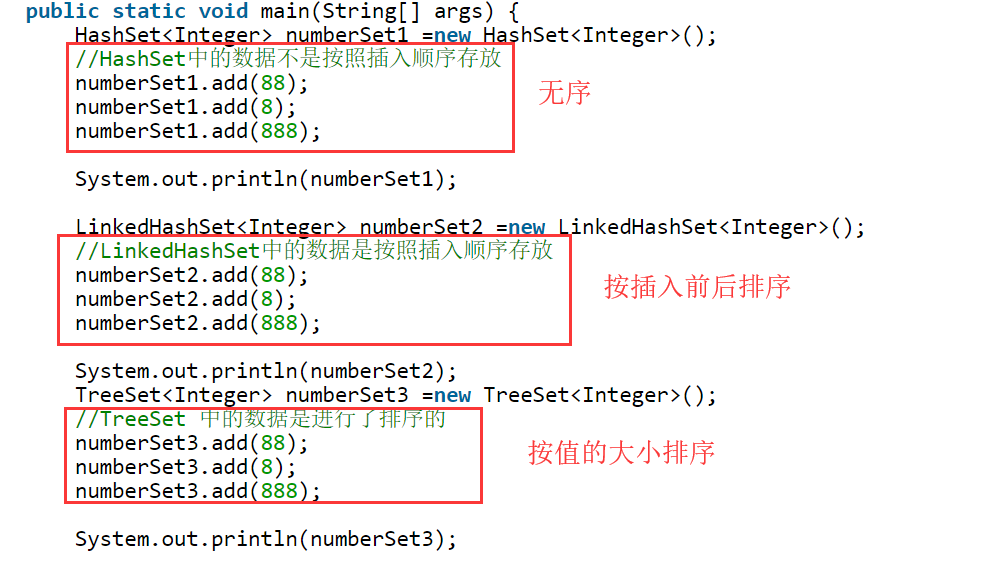 public static void main(String[] args) {
HashSet<Integer> numberSet1 =new HashSet<Integer>();
//HashSet中的数据不是按照插入顺序存放
numberSet1.add(88);
无序
numberSet1.add(8);
numberSet1.add(888);
System.out.println(numberSet1);
LinkedHashSet<Integer> numberSet2 =new LinkedHashSet<Integer>();
//LinkedHashSet中的数据是按照插入顺序存放
numberSet2.add(88);
按插入前后排序
numberSet2.add(8);
numberSet2.add(888);
System.out.println(numberSet2);
TreeSet<Integer> numberSet3 =new TreeSet<Integer>();
//TreeSet 中的数据是进行了排序的
numberSet3.add(88);
按值的大小排序
numberSet3.add(8);
numberSet3.add(888);
System.out.println(numberSet3);